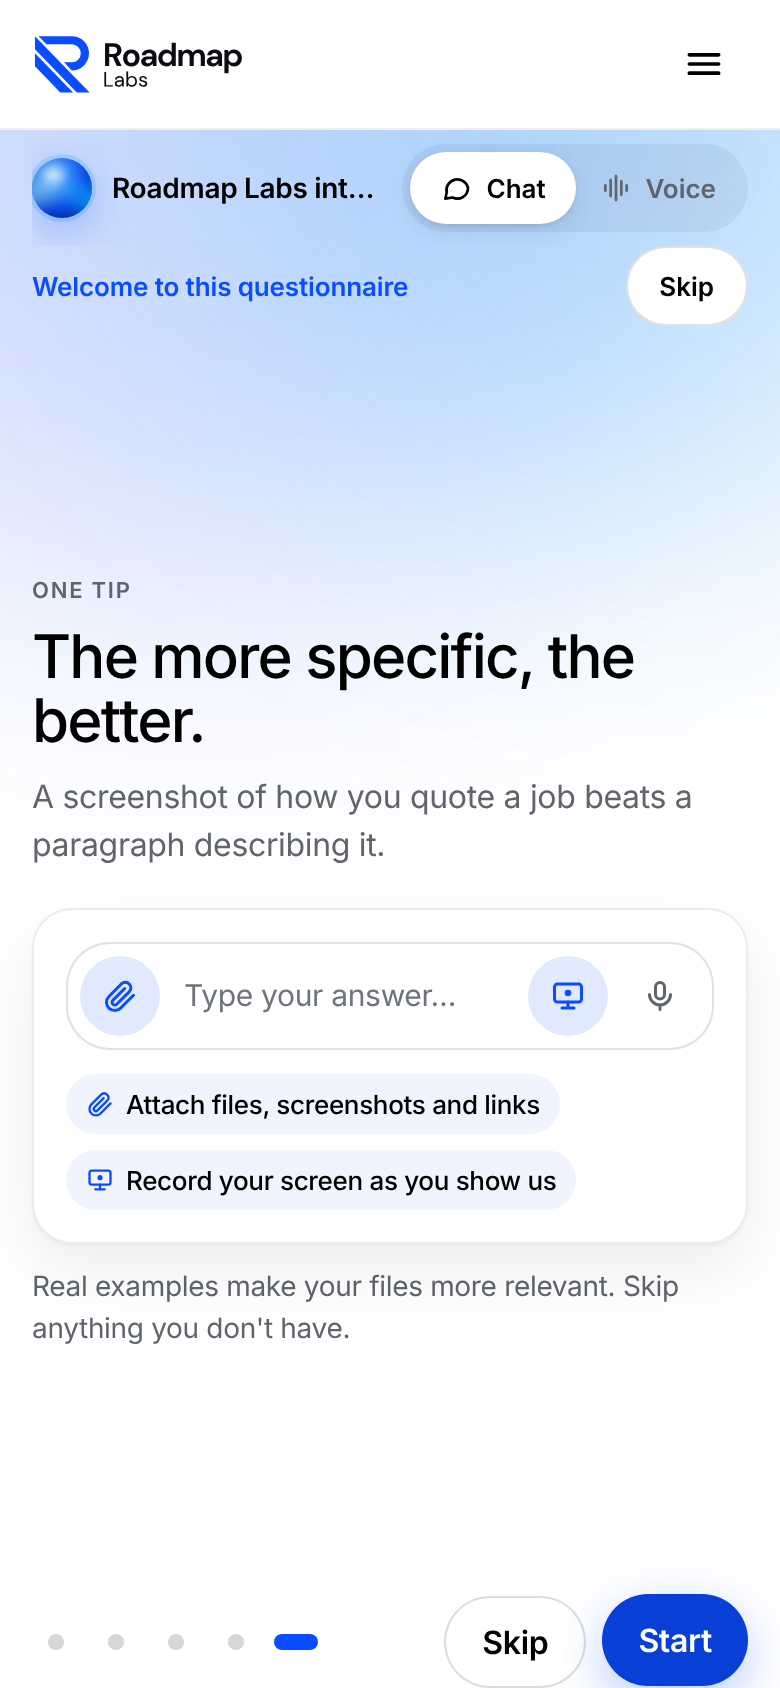 Roadmap
Labs
Roadmap Labs int...
Chat
Voice
Welcome to this questionnaire
Skip
ONE TIP
The more specific, the
better.
A screenshot of how you quote a job beats a
paragraph describing it.
Type your answer...
Attach files, screenshots and links
Record your screen as you show us
Real examples make your files more relevant. Skip
anything you don't have.
Skip
Start